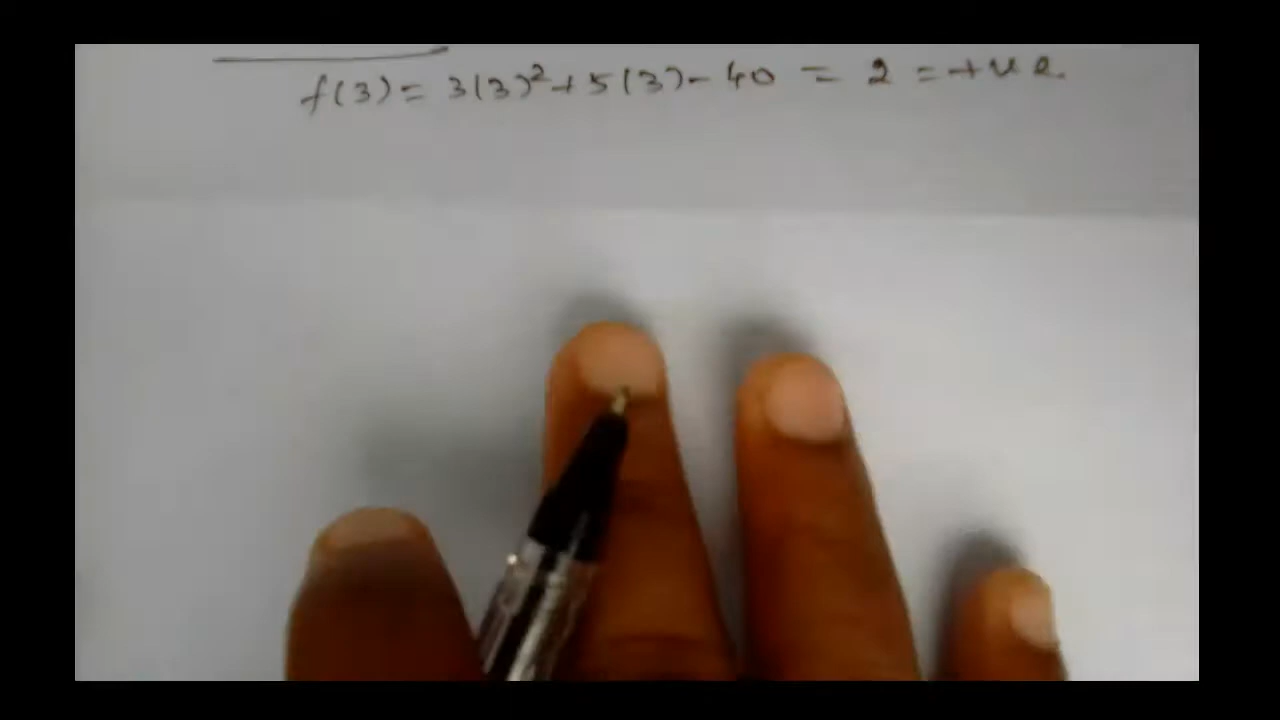 f(3) = 3(3)²+5(3)-40 = 2 = +ve.